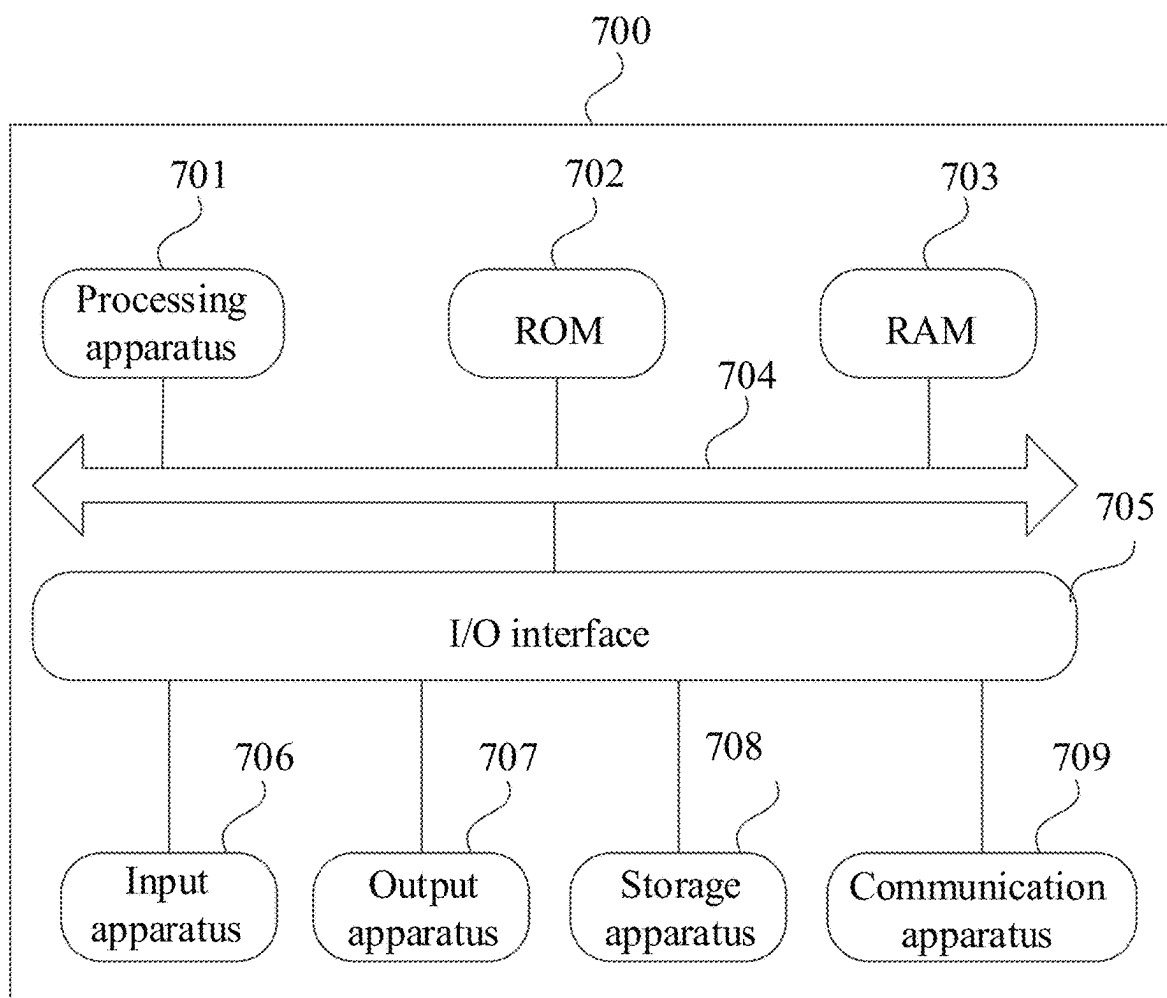 700
701
702
703
Processing
apparatus
ROM
RAM
704
705
I/O interface
706
707
708
709
Input
apparatus
Output
apparatus
Storage
apparatus
Communication
apparatus